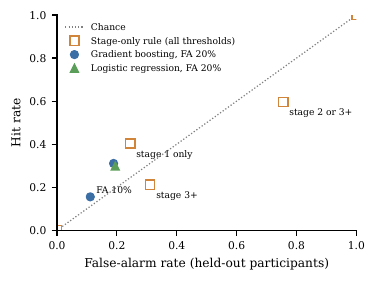 1.0
0.8
0.6
0.4
0.2
0.0
Hit rate
Chance
Stage-only rule (all thresholds)
Gradient boosting, FA 20%
Logistic regression, FA 20%
stage 2 or 3+
stage 1 only
FA 10%
stage 3+
0.0 0.2 0.4 0.6 0.8 1.0
False-alarm rate (held-out participants)